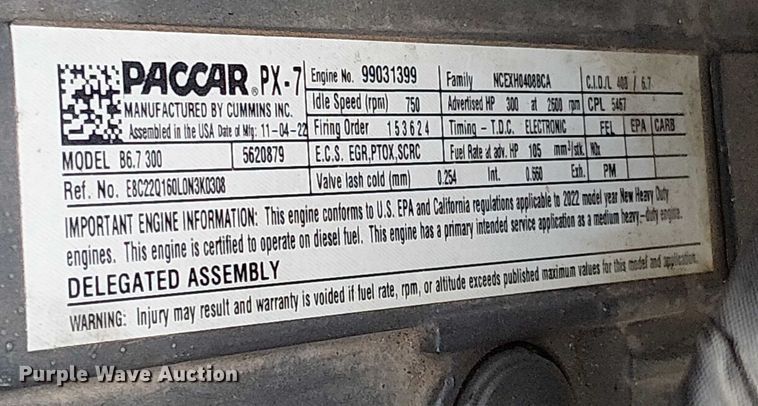 PACCAR® PX-7 Engine No. 99031399 Family NCEXH0408BCA C.I.D./L 408 / 6.7
MANUFACTURED BY CUMMINS INC. Idle Speed (rpm) 750 Advertised HP 300 at 2600 rpm CPL 5467
Assembled in the USA Date of Mfg: 11-04-22 Firing Order 153624 Timing - T.D.C. ELECTRONIC FEL EPA CARB
MODEL B6.7 300 5620879 E.C.S. EGR,PTOX,SCRC Fuel Rate at adv. HP 105 mm³/stk. NOx
Ref. No. E8C22Q160L0N3K0308 Valve lash cold (mm) 0.254 Int. 0.560 Exh. PM
IMPORTANT ENGINE INFORMATION: This engine conforms to U.S. EPA and California regulations applicable to 2022 model year New Heavy Duty
engines. This engine is certified to operate on diesel fuel. This engine has a primary intended service application as a medium heavy-duty engine.
DELEGATED ASSEMBLY
WARNING: Injury may result and warranty is voided if fuel rate, rpm, or altitude exceeds published maximum values for this model and application.
Purple Wave Auction